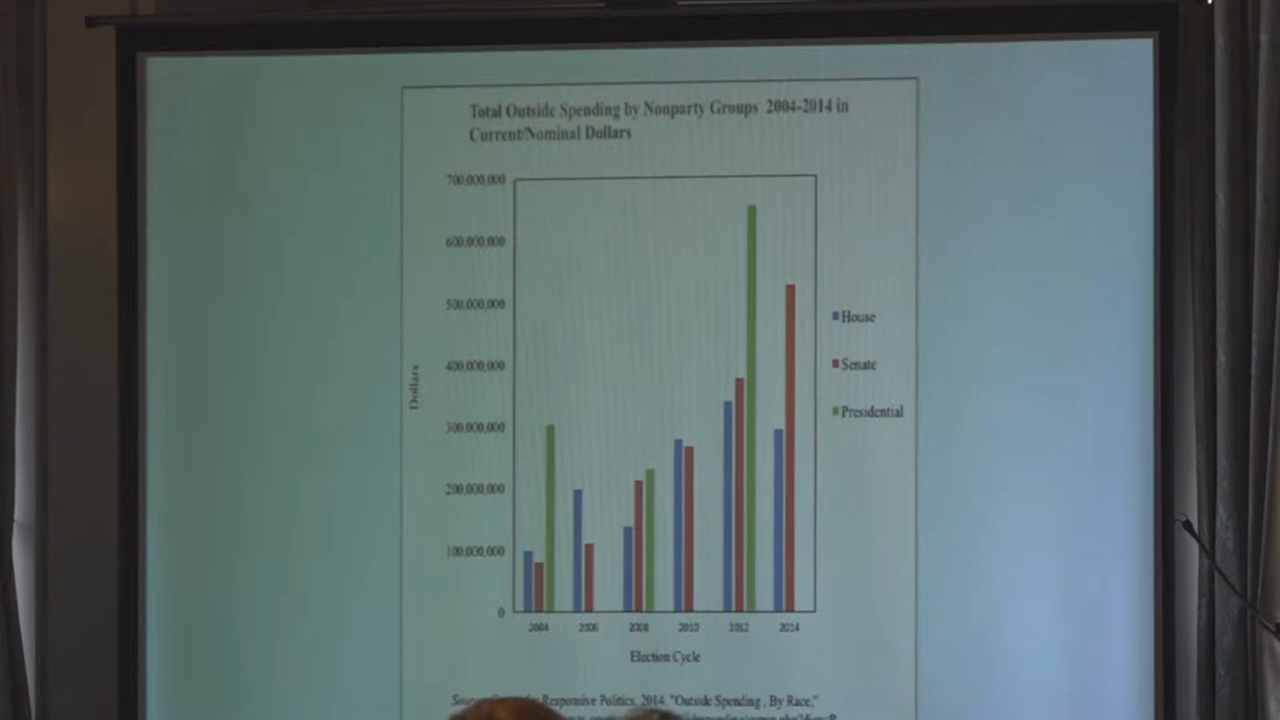 Total Outside Spending by Nonparty Groups 2004-2014 in
Current/Nominal Dollars
700,000,000
600,000,000
500,000,000
400,000,000
300,000,000
200,000,000
100,000,000
0
Dollars
House
Senate
Presidential
2004
2006
2008
2010
2012
2014
Election Cycle
Responsive Politics. 2014. "Outside Spending , By Race,"